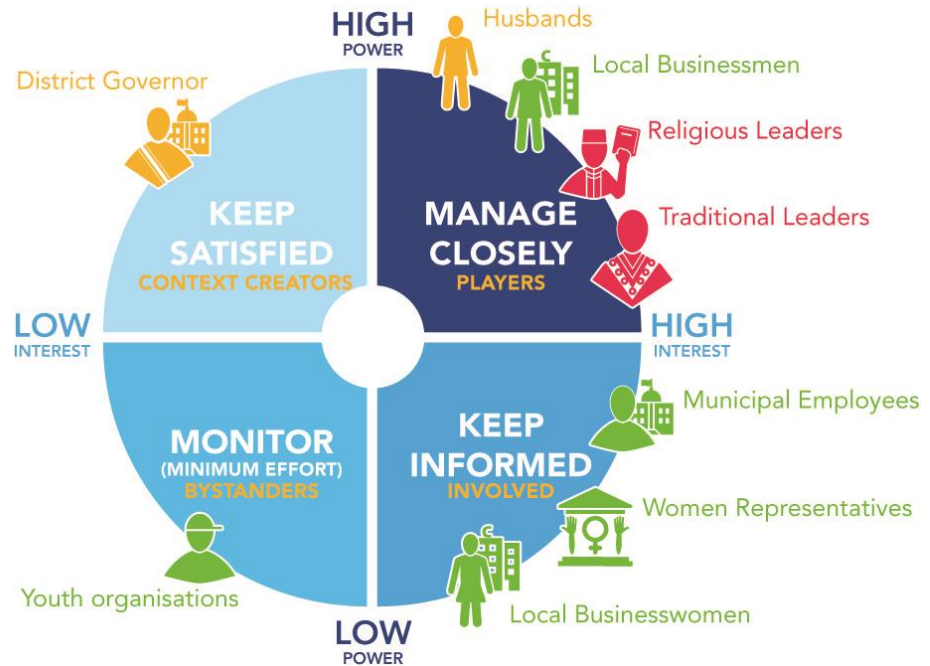 HIGH
POWER
Husbands
Local Businessmen
District Governor
Religious Leaders
Traditional Leaders
KEEP
SATISFIED
CONTEXT CREATORS
MANAGE
CLOSELY
PLAYERS
LOW
INTEREST
HIGH
INTEREST
MONITOR
(MINIMUM EFFORT)
BYSTANDERS
KEEP
INFORMED
INVOLVED
Municipal Employees
Women Representatives
Youth organisations
Local Businesswomen
LOW
POWER